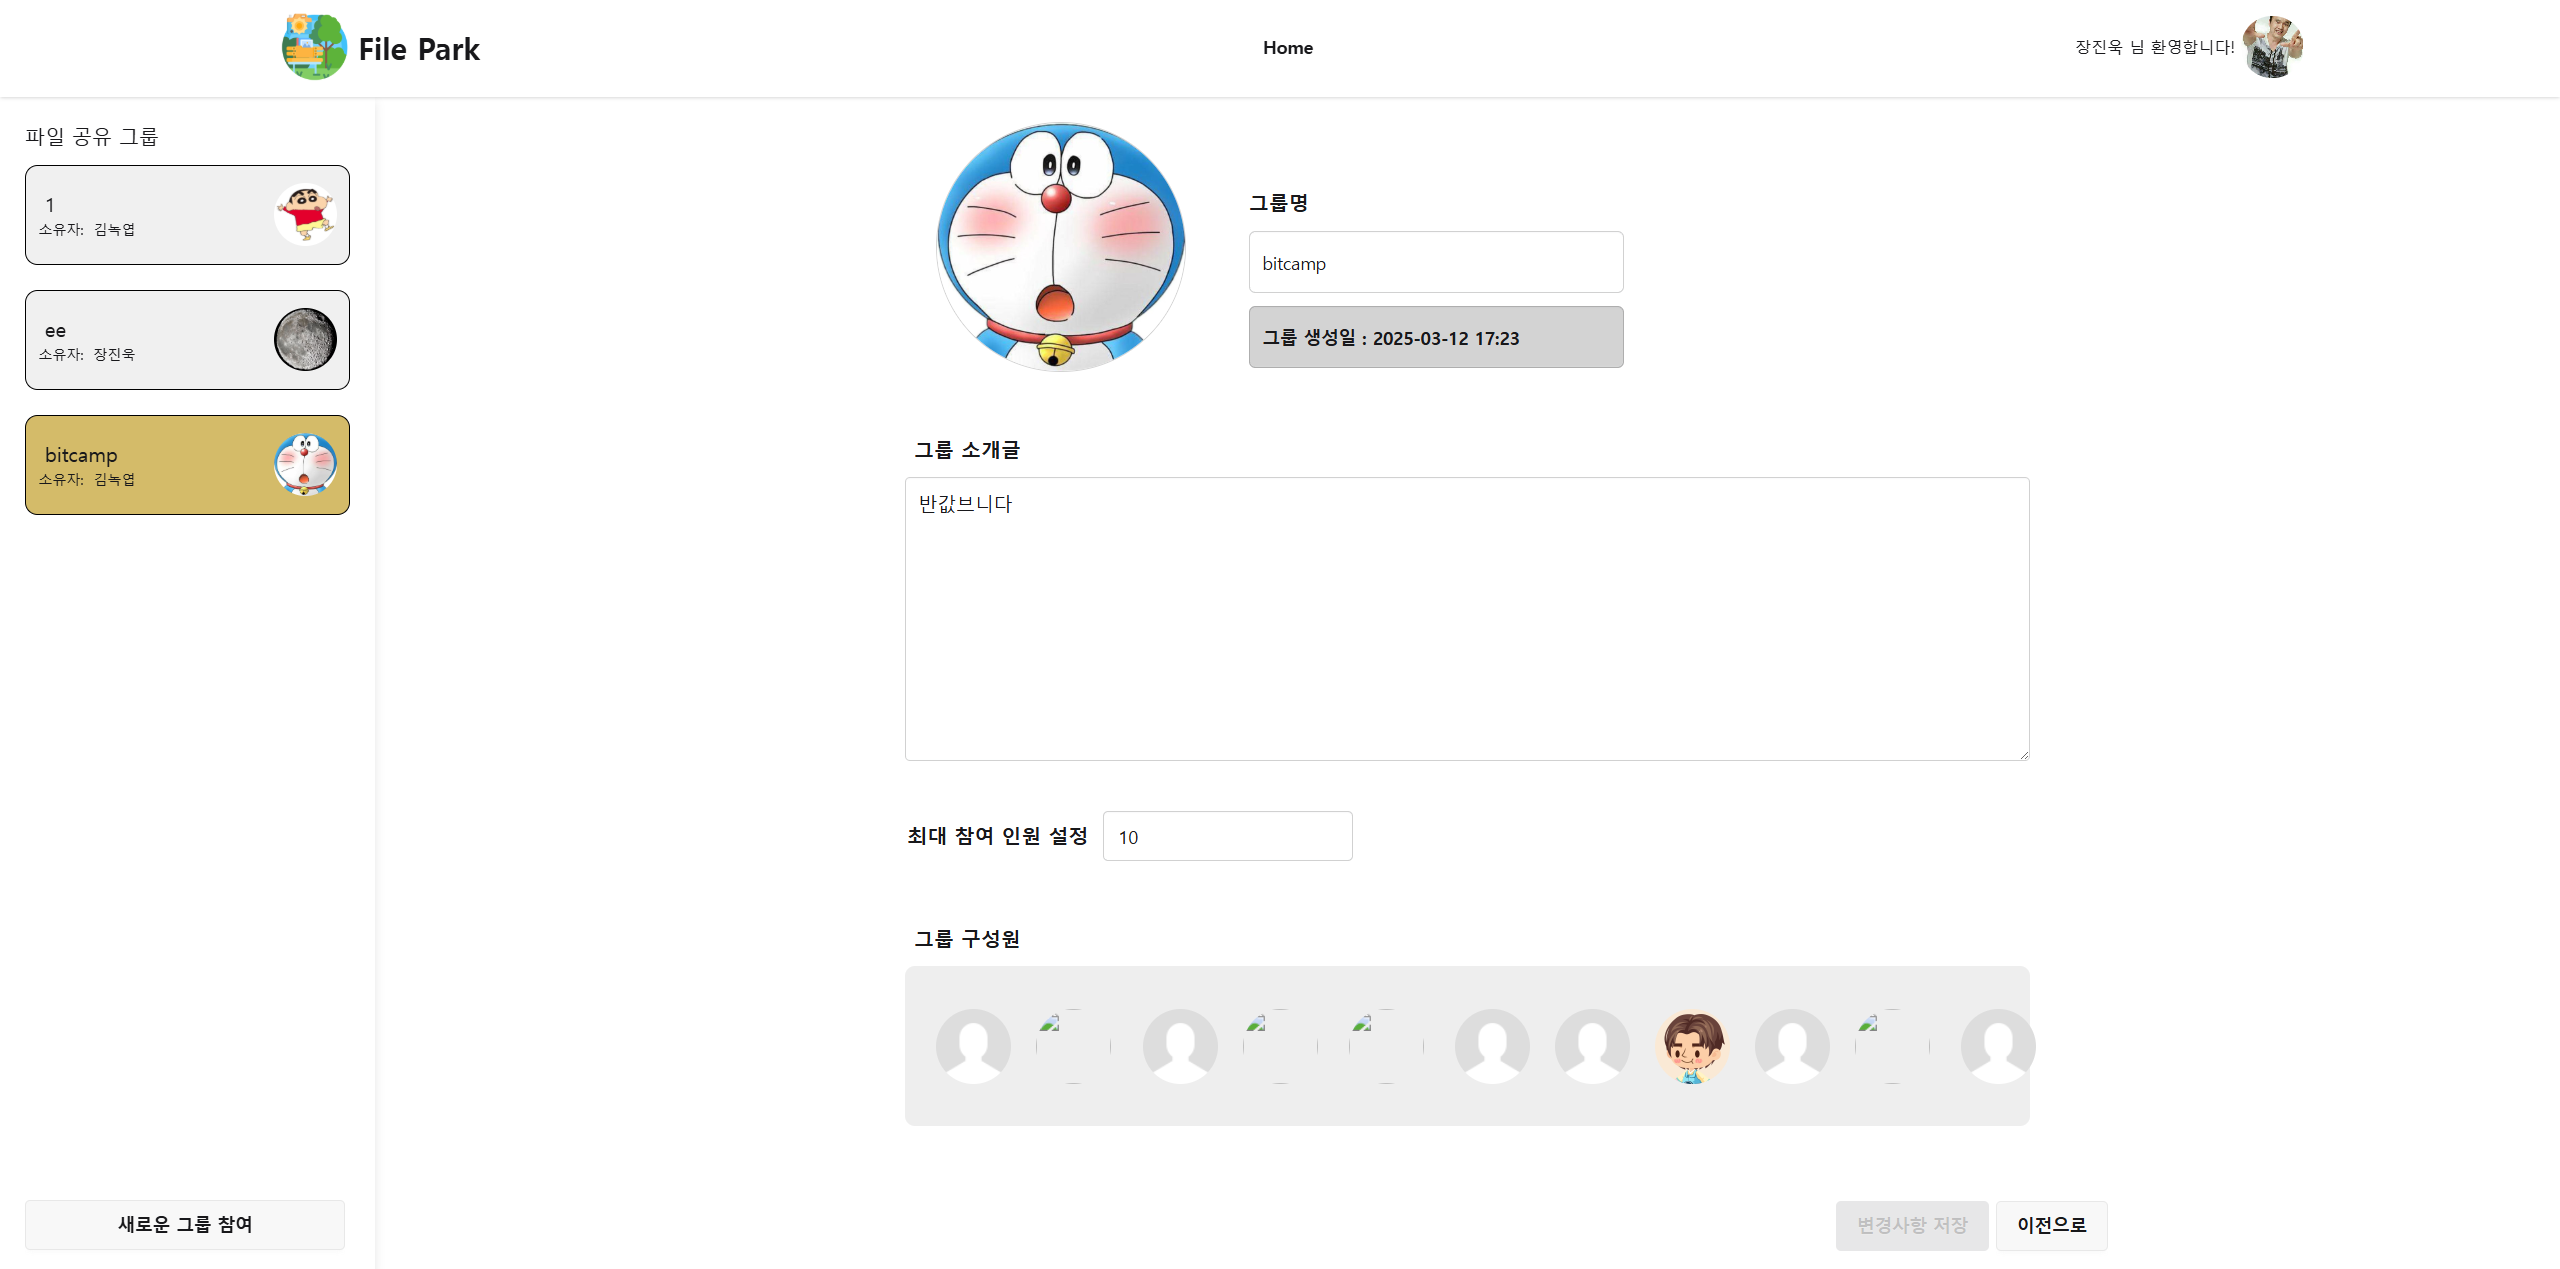 File Park
Home
장진욱 님 환영합니다!
파일 공유 그룹
1
소유자: 김녹엽
ee
소유자: 장진욱
bitcamp
소유자: 김녹엽
새로운 그룹 참여
그룹명
bitcamp
그룹 생성일 : 2025-03-12 17:23
그룹 소개글
반값브니다
최대 참여 인원 설정
10
그룹 구성원
변경사항 저장
이전으로